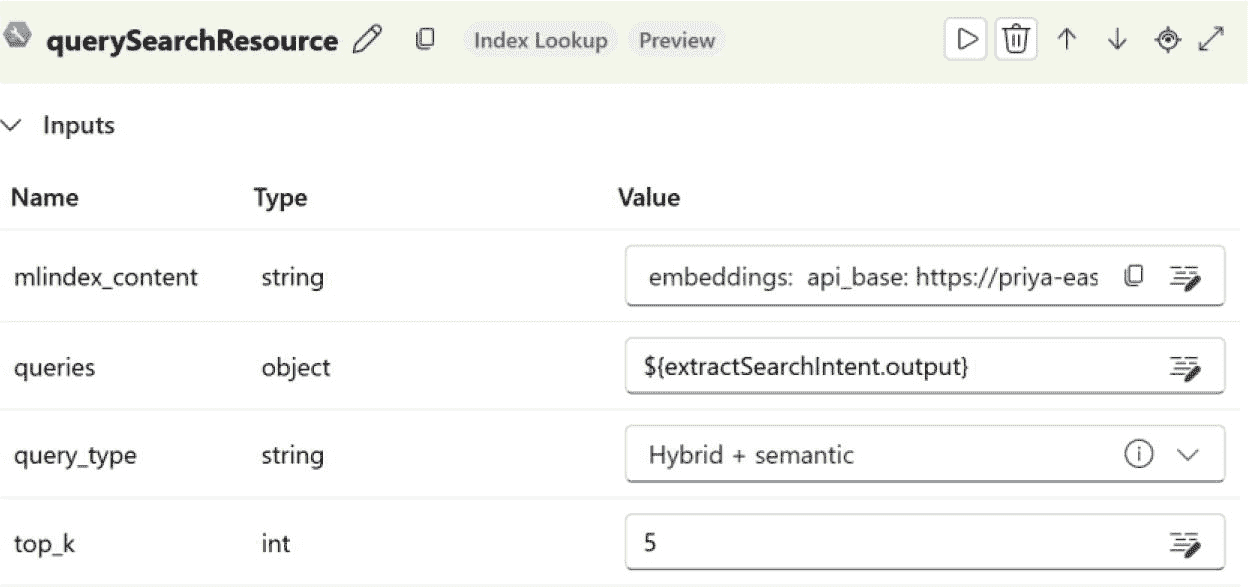 querySearchResource Index Lookup Preview
Inputs
Name Type Value
mlindex_content string embeddings: api_base: https://priya-eas
queries object ${extractSearchIntent.output}
query_type string Hybrid + semantic
top_k int 5